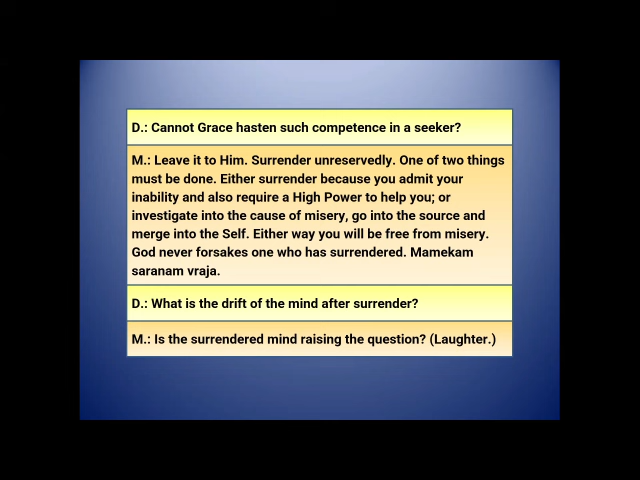 D.: Cannot Grace hasten such competence in a seeker?
M.: Leave it to Him. Surrender unreservedly. One of two things
must be done. Either surrender because you admit your
inability and also require a High Power to help you; or
investigate into the cause of misery, go into the source and
merge into the Self. Either way you will be free from misery.
God never forsakes one who has surrendered. Mamekam
saranam vraja.
D.: What is the drift of the mind after surrender?
M.: Is the surrendered mind raising the question? (Laughter.)